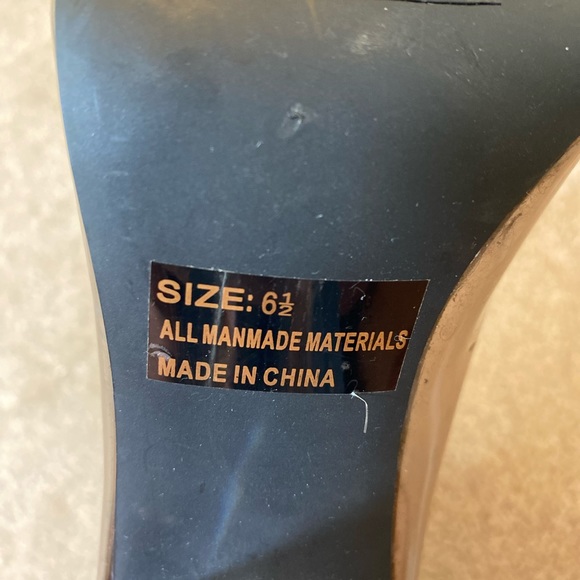 SIZE: 6½
ALL MANMADE MATERIALS
MADE IN CHINA